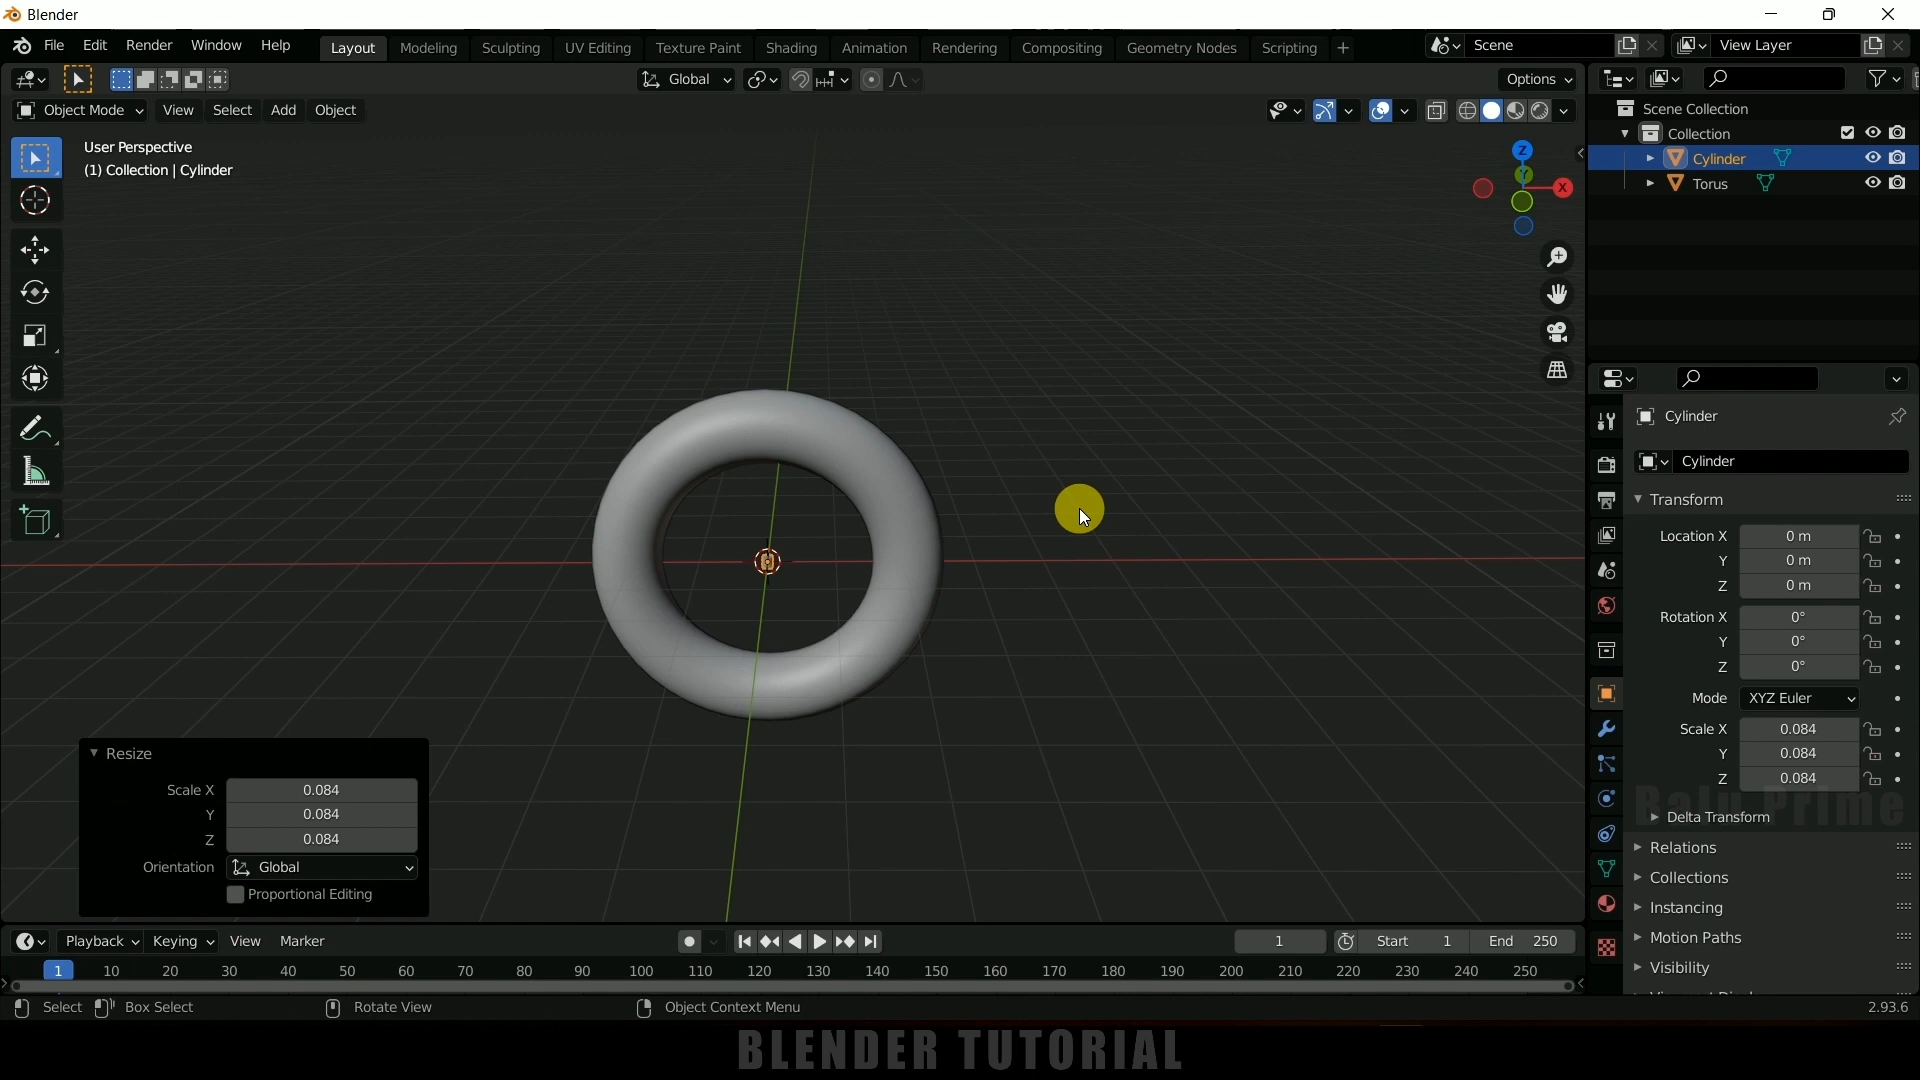 Blender
File Edit Render Window Help Layout Modeling Sculpting UV Editing Texture Paint Shading Animation Rendering Compositing Geometry Nodes Scripting + Scene View Layer
Global Options
Object Mode View Select Add Object
Scene Collection
Collection
Cylinder
Torus
User Perspective
(1) Collection | Cylinder
Z
Y
X
Cylinder
Cylinder
Transform
Location X 0 m
Y 0 m
Z 0 m
Rotation X 0°
Y 0°
Z 0°
Mode XYZ Euler
Scale X 0.084
Y 0.084
Z 0.084
Balu Prime
Delta Transform
Relations
Collections
Instancing
Motion Paths
Visibility
Resize
Scale X 0.084
Y 0.084
Z 0.084
Orientation Global
Proportional Editing
Playback Keying View Marker 1 Start 1 End 250
1 10 20 30 40 50 60 70 80 90 100 110 120 130 140 150 160 170 180 190 200 210 220 230 240 250
Select Box Select Rotate View Object Context Menu 2.93.6
BLENDER TUTORIAL